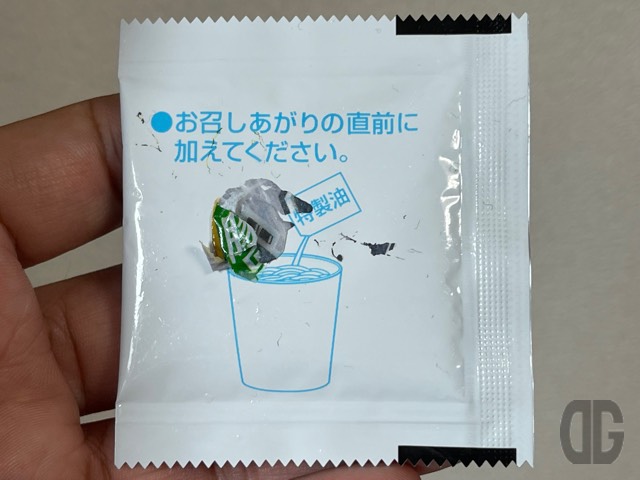 ●お召しあがりの直前に
加えてください。
特製油
DG